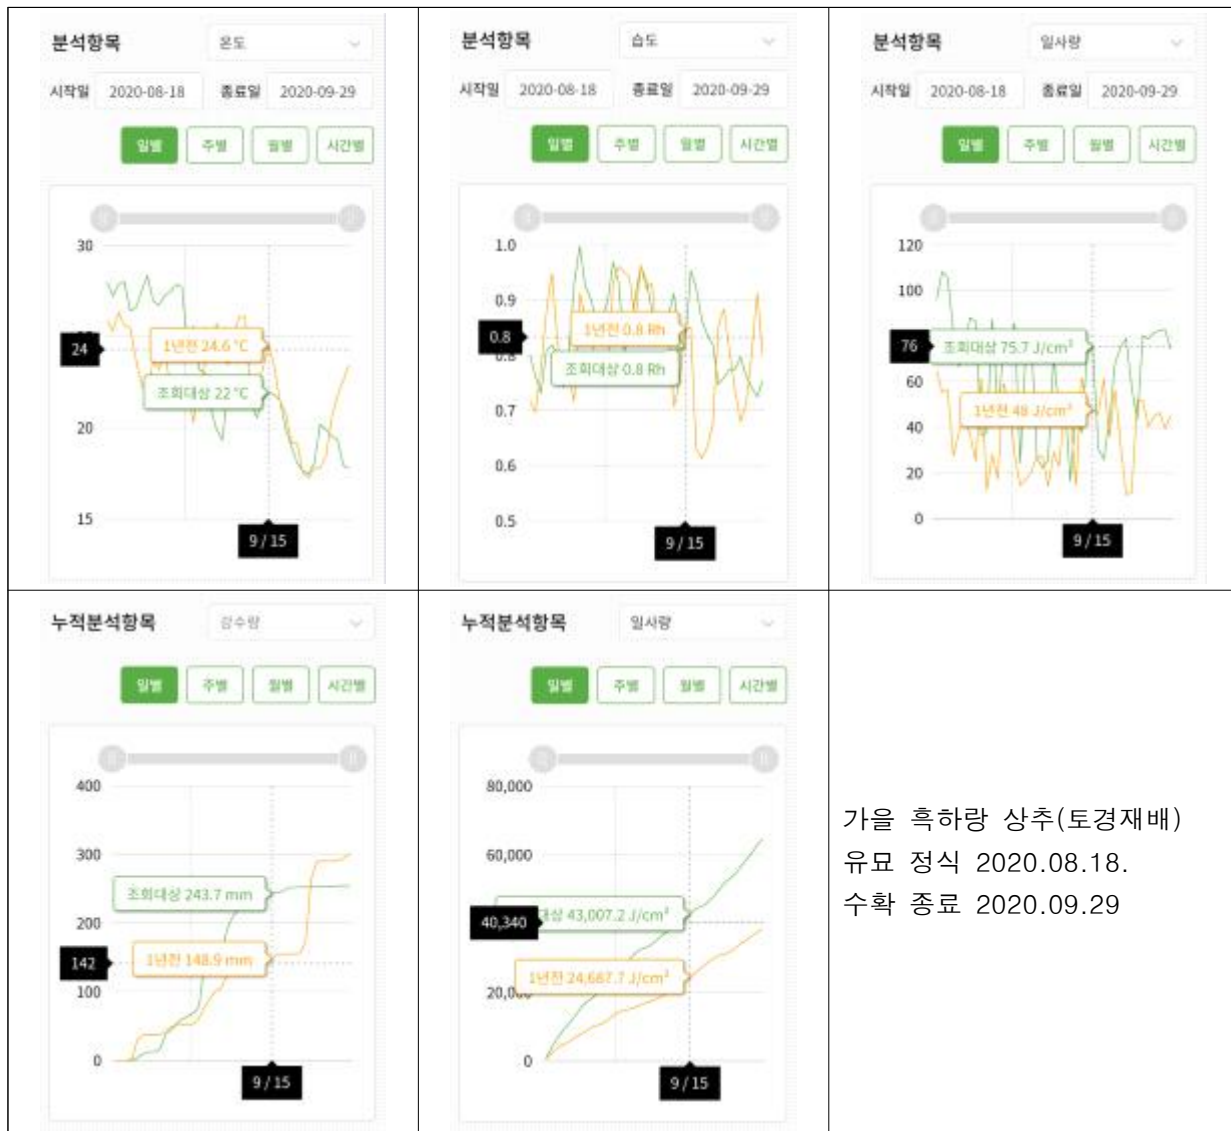 분석항목 온도
시작일 2020-08-18 종료일 2020-09-29
일별 주별 월별 시간별
30
24
20
15
1년전 24.6 °C
조회대상 22 °C
9 / 15
분석항목 습도
시작일 2020-08-18 종료일 2020-09-29
일별 주별 월별 시간별
1.0
0.9
0.8
0.8
0.7
0.6
0.5
1년전 0.8 Rh
조회대상 0.8 Rh
9 / 15
분석항목 일사량
시작일 2020-08-18 종료일 2020-09-29
일별 주별 월별 시간별
120
100
76
60
40
20
0
조회대상 75.7 J/cm²
1년전 48 J/cm²
9 / 15
누적분석항목 강수량
일별 주별 월별 시간별
400
300
200
142
100
0
조회대상 243.7 mm
1년전 148.9 mm
9 / 15
누적분석항목 일사량
일별 주별 월별 시간별
80,000
60,000
40,340
20,0
0
대상 43,007.2 J/cm²
1년전 24,687.7 J/cm²
9 / 15
가을 흑하랑 상추(토경재배)
유묘 정식 2020.08.18.
수확 종료 2020.09.29